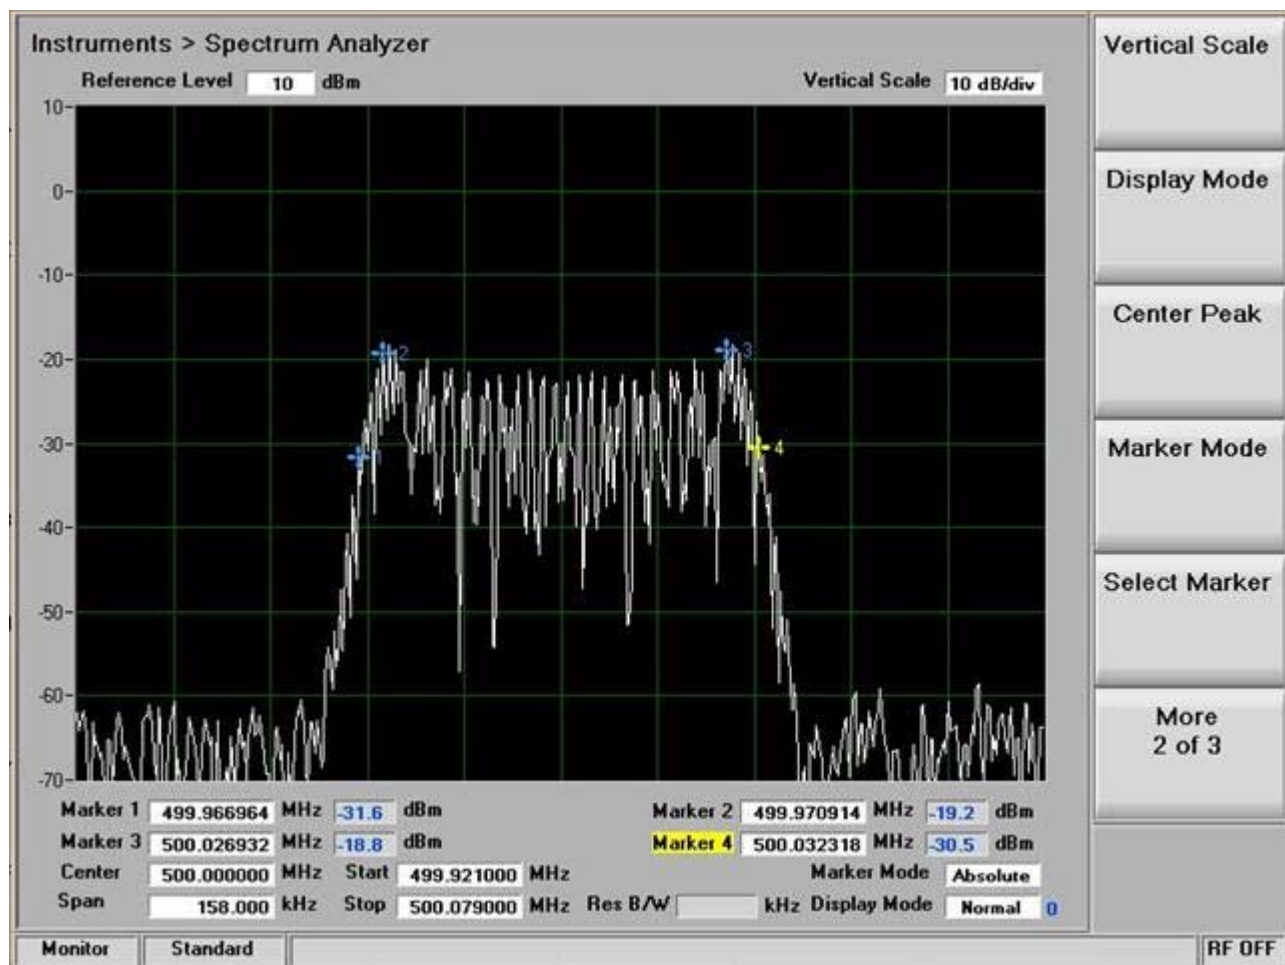 Instruments > Spectrum Analyzer
Reference Level 10 dBm Vertical Scale 10 dB/div
10
0
-10
-20
-30
-40
-50
-60
-70
2
3
1
4
Marker 1 499.966964 MHz -31.6 dBm Marker 2 499.970914 MHz -19.2 dBm
Marker 3 500.026932 MHz -18.8 dBm Marker 4 500.032318 MHz -30.5 dBm
Center 500.000000 MHz Start 499.921000 MHz Marker Mode Absolute
Span 158.000 kHz Stop 500.079000 MHz Res B/W kHz Display Mode Normal 0
Monitor Standard RF OFF
Vertical Scale
Display Mode
Center Peak
Marker Mode
Select Marker
More
2 of 3